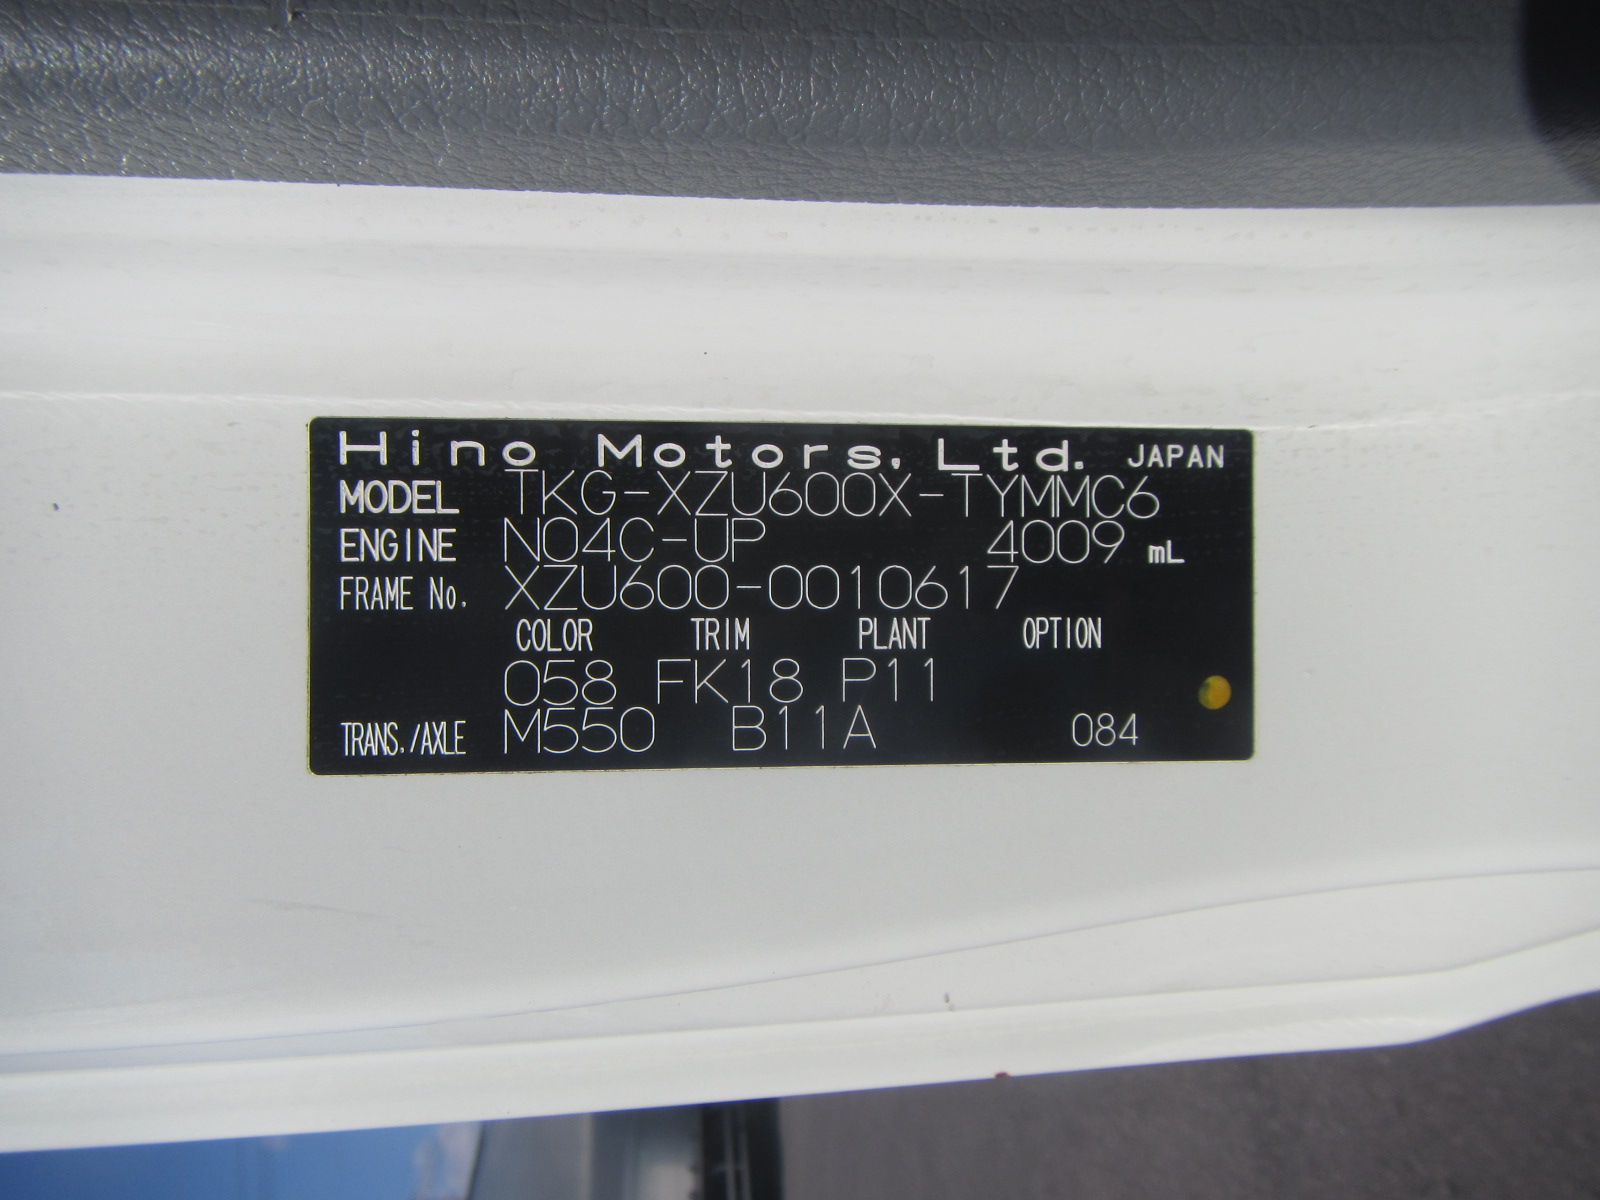 Hino Motors, Ltd. JAPAN
MODEL TKG-XZU600X-TYMMC6
ENGINE N04C-UP 4009 mL
FRAME No. XZU600-0010617
COLOR TRIM PLANT OPTION
058 FK18 P11
TRANS./AXLE M550 B11A 084